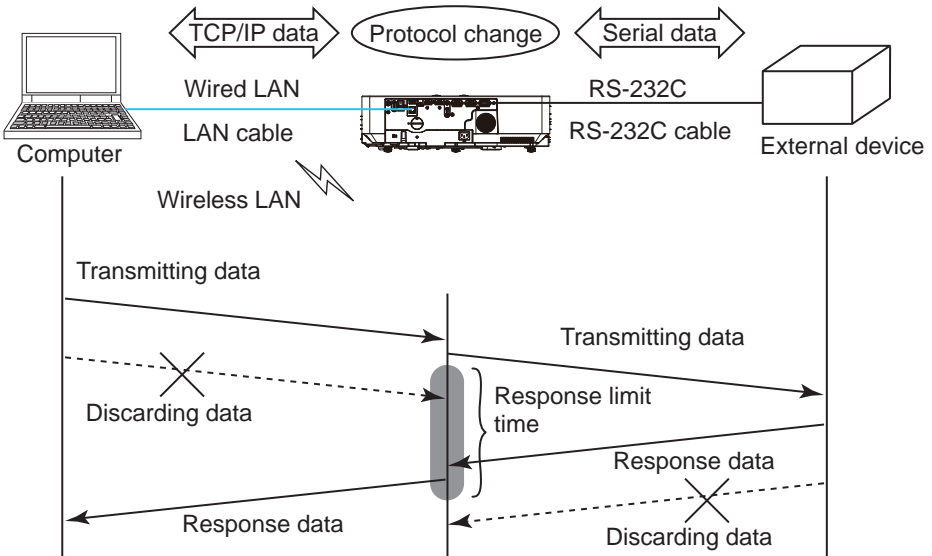 TCP/IP data
Protocol change
Serial data
Wired LAN
RS-232C
LAN cable
RS-232C cable
Computer
External device
Wireless LAN
Transmitting data
Transmitting data
Discarding data
Response limit
time
Response data
Response data
Discarding data